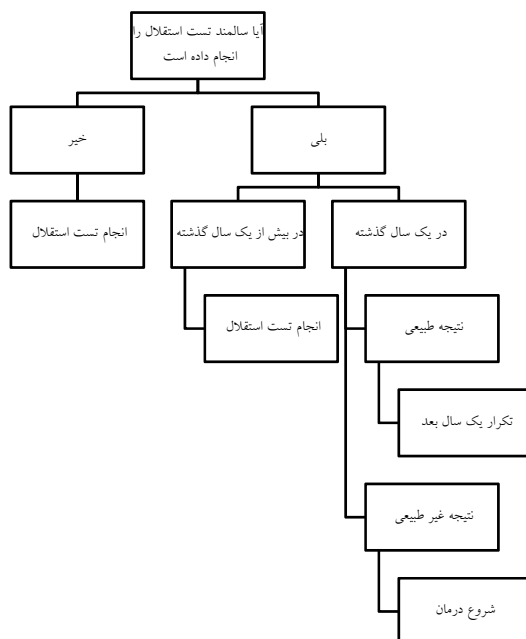 آیا سالمند تست استقلال را
انجام داده است
خیر
بلی
انجام تست استقلال
در بیش از یک سال گذشته
در یک سال گذشته
انجام تست استقلال
نتیجه طبیعی
تکرار یک سال بعد
نتیجه غیر طبیعی
شروع درمان